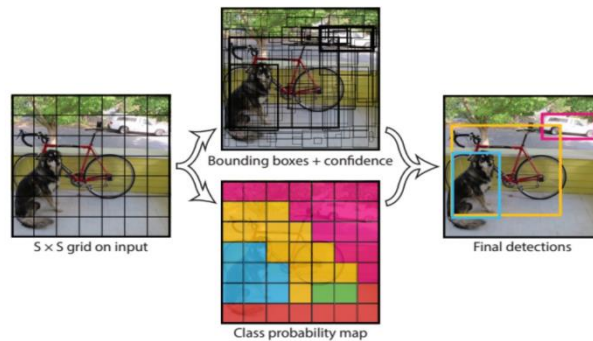 Bounding boxes + confidence
S × S grid on input
Final detections
Class probability map